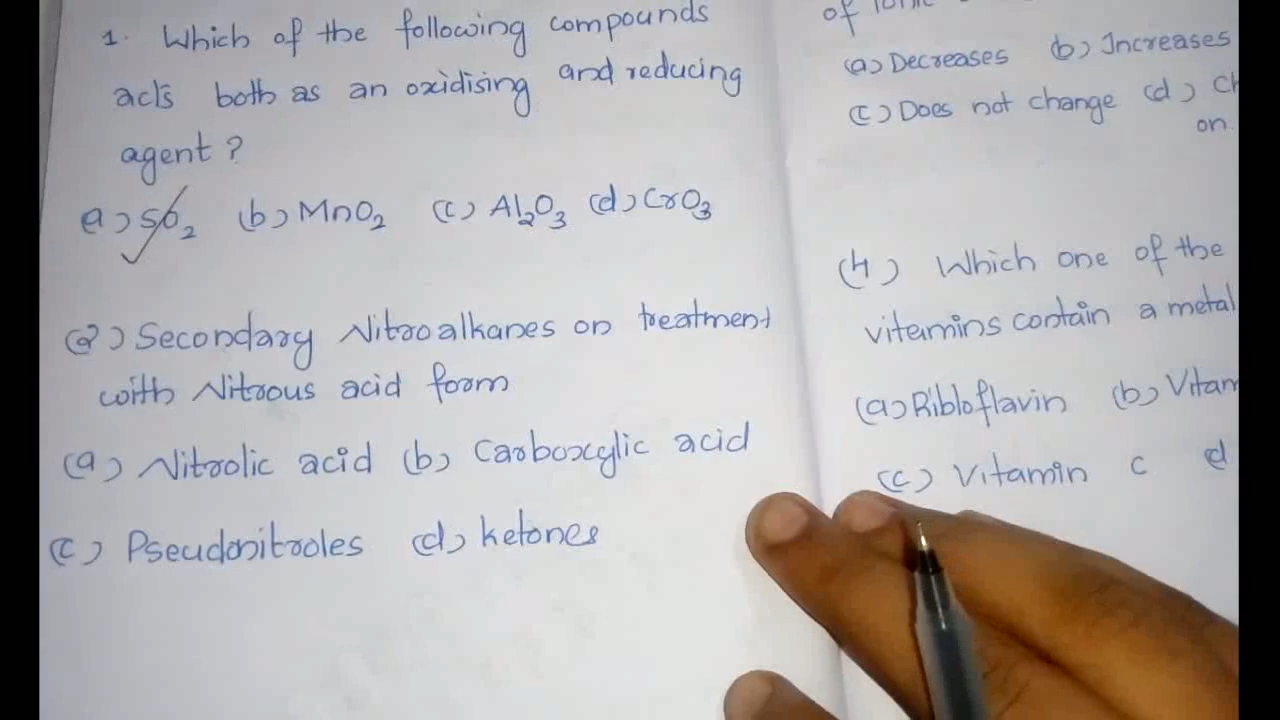 1. Which of the following compounds
acts both as an oxidising and reducing
agent ?
a) SO2 (b) MnO2 (c) Al2O3 (d) CrO3
(2) Secondary Nitroalkanes on treatment
with Nitrous acid form
(a) Nitrolic acid (b) Carboxylic acid
(c) Pseudonitroles (d) ketones
of
(a) Decreases (b) Increases
(c) Does not change (d)
on.
(4) Which one of the
vitamins contain a metal
(a) Ribloflavin (b)
(c) Vitamin c d